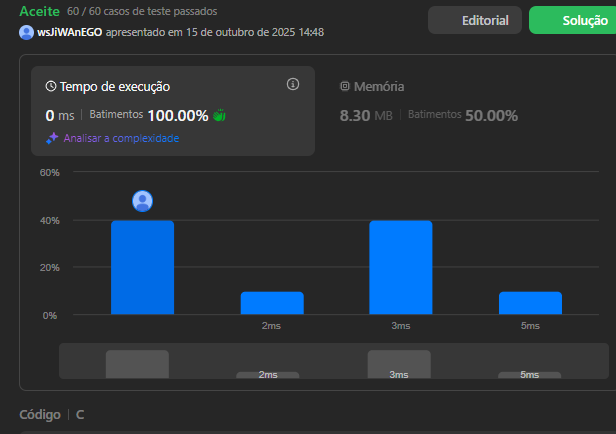 Aceite 60 / 60 casos de teste passados
Editorial
Solução
wsJiWAnEGO apresentado em 15 de outubro de 2025 14:48
Tempo de execução
0 ms | Batimentos 100.00%
Analisar a complexidade
Memória
8.30 MB | Batimentos 50.00%
60%
40%
20%
0%
2ms
3ms
5ms
2ms
3ms
5ms
Código | C